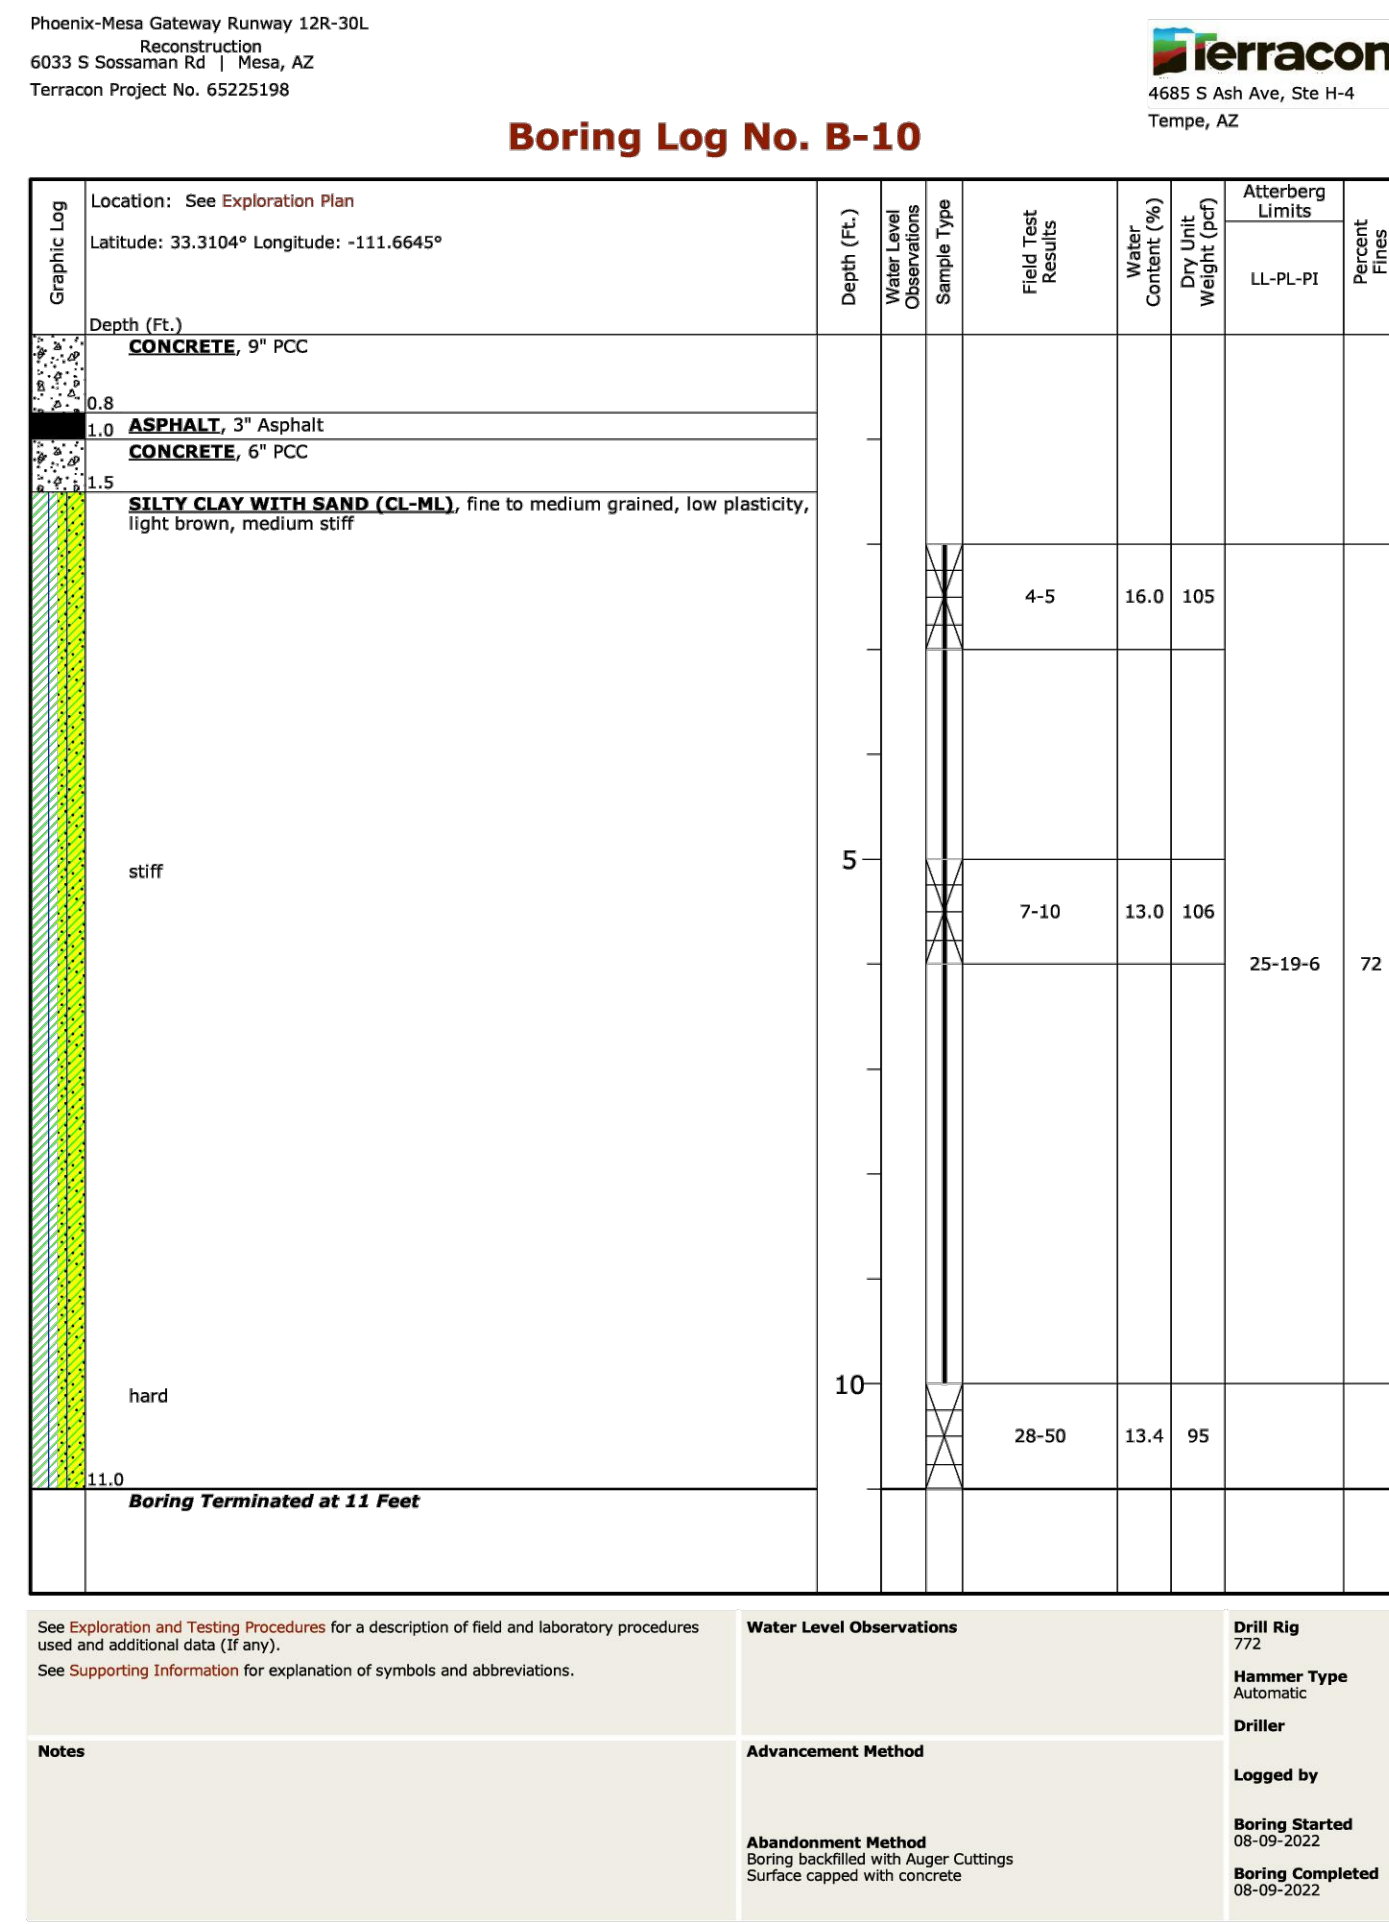 Phoenix-Mesa Gateway Runway 12R-30L
Reconstruction
6033 S Sossaman Rd | Mesa, AZ
Terracon Project No. 65225198
Terracon
4685 S Ash Ave, Ste H-4
Tempe, AZ
Boring Log No. B-10
Graphic Log
Location: See Exploration Plan
Latitude: 33.3104° Longitude: -111.6645°
Depth (Ft.)
Depth (Ft.)
Water Level
Observations
Sample Type
Field Test
Results
Water
Content (%)
Dry Unit
Weight (pcf)
Atterberg
Limits
LL-PL-PI
Percent
Fines
CONCRETE, 9" PCC
0.8
1.0 ASPHALT, 3" Asphalt
CONCRETE, 6" PCC
1.5
SILTY CLAY WITH SAND (CL-ML), fine to medium grained, low plasticity,
light brown, medium stiff
4-5 16.0 105
5
stiff
7-10 13.0 106
25-19-6 72
10
hard
28-50 13.4 95
11.0
Boring Terminated at 11 Feet
See Exploration and Testing Procedures for a description of field and laboratory procedures
used and additional data (If any).
See Supporting Information for explanation of symbols and abbreviations.
Notes
Water Level Observations
Advancement Method
Abandonment Method
Boring backfilled with Auger Cuttings
Surface capped with concrete
Drill Rig
772
Hammer Type
Automatic
Driller
Logged by
Boring Started
08-09-2022
Boring Completed
08-09-2022